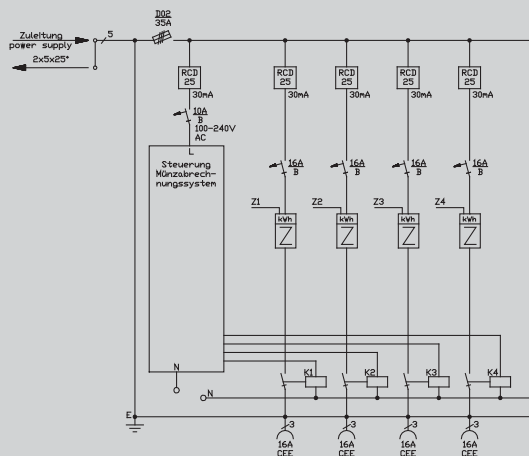 D02
35A
Zuleitung
power supply
5
2x5x25°
RCD
25
30mA
RCD
25
30mA
RCD
25
30mA
RCD
25
30mA
RCD
25
30mA
10A
B
100-240V
AC
L
Steuerung
Münzabrech-
nungssystem
16A
B
16A
B
16A
B
16A
B
Z1
Z2
Z3
Z4
kWh
Z
kWh
Z
kWh
Z
kWh
Z
N
K1
K2
K3
K4
N
E
3
3
3
3
16A
CEE
16A
CEE
16A
CEE
16A
CEE